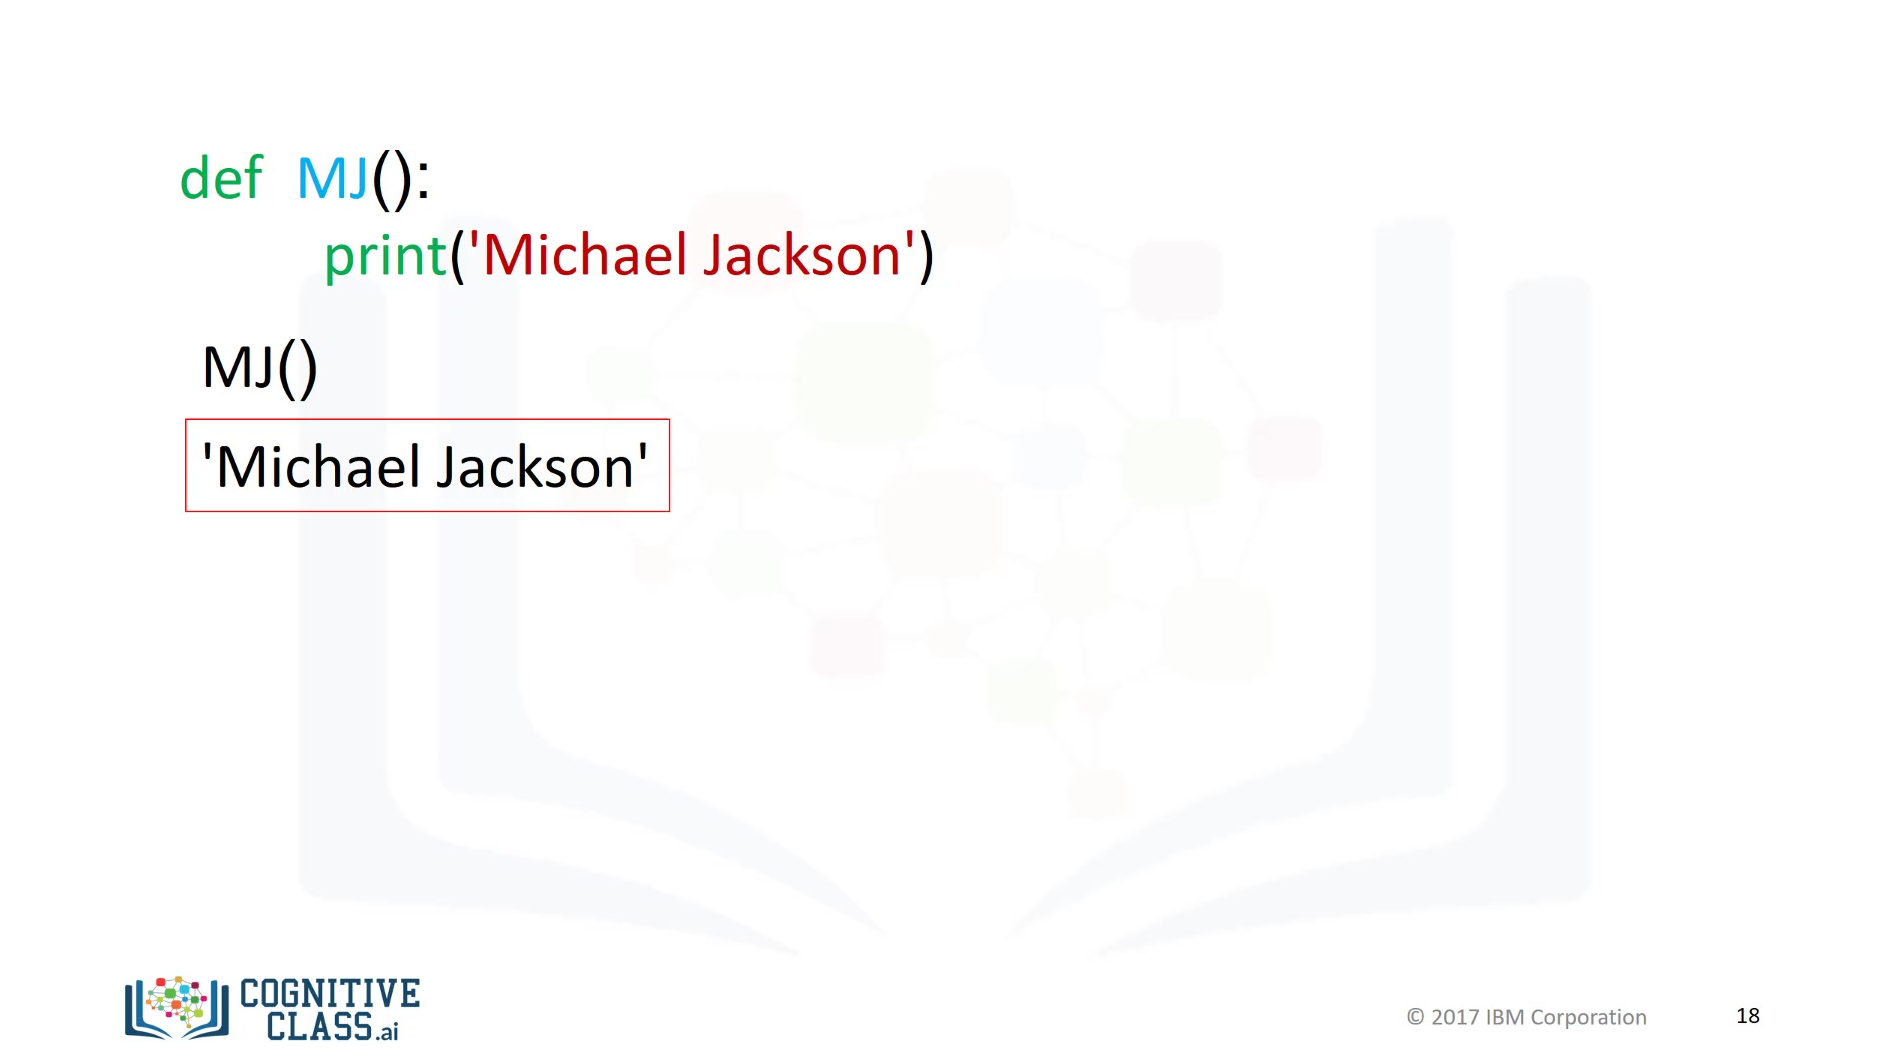 def MJ():
print('Michael Jackson')
MJ()
'Michael Jackson'
COGNITIVE
CLASS.ai
© 2017 IBM Corporation 18